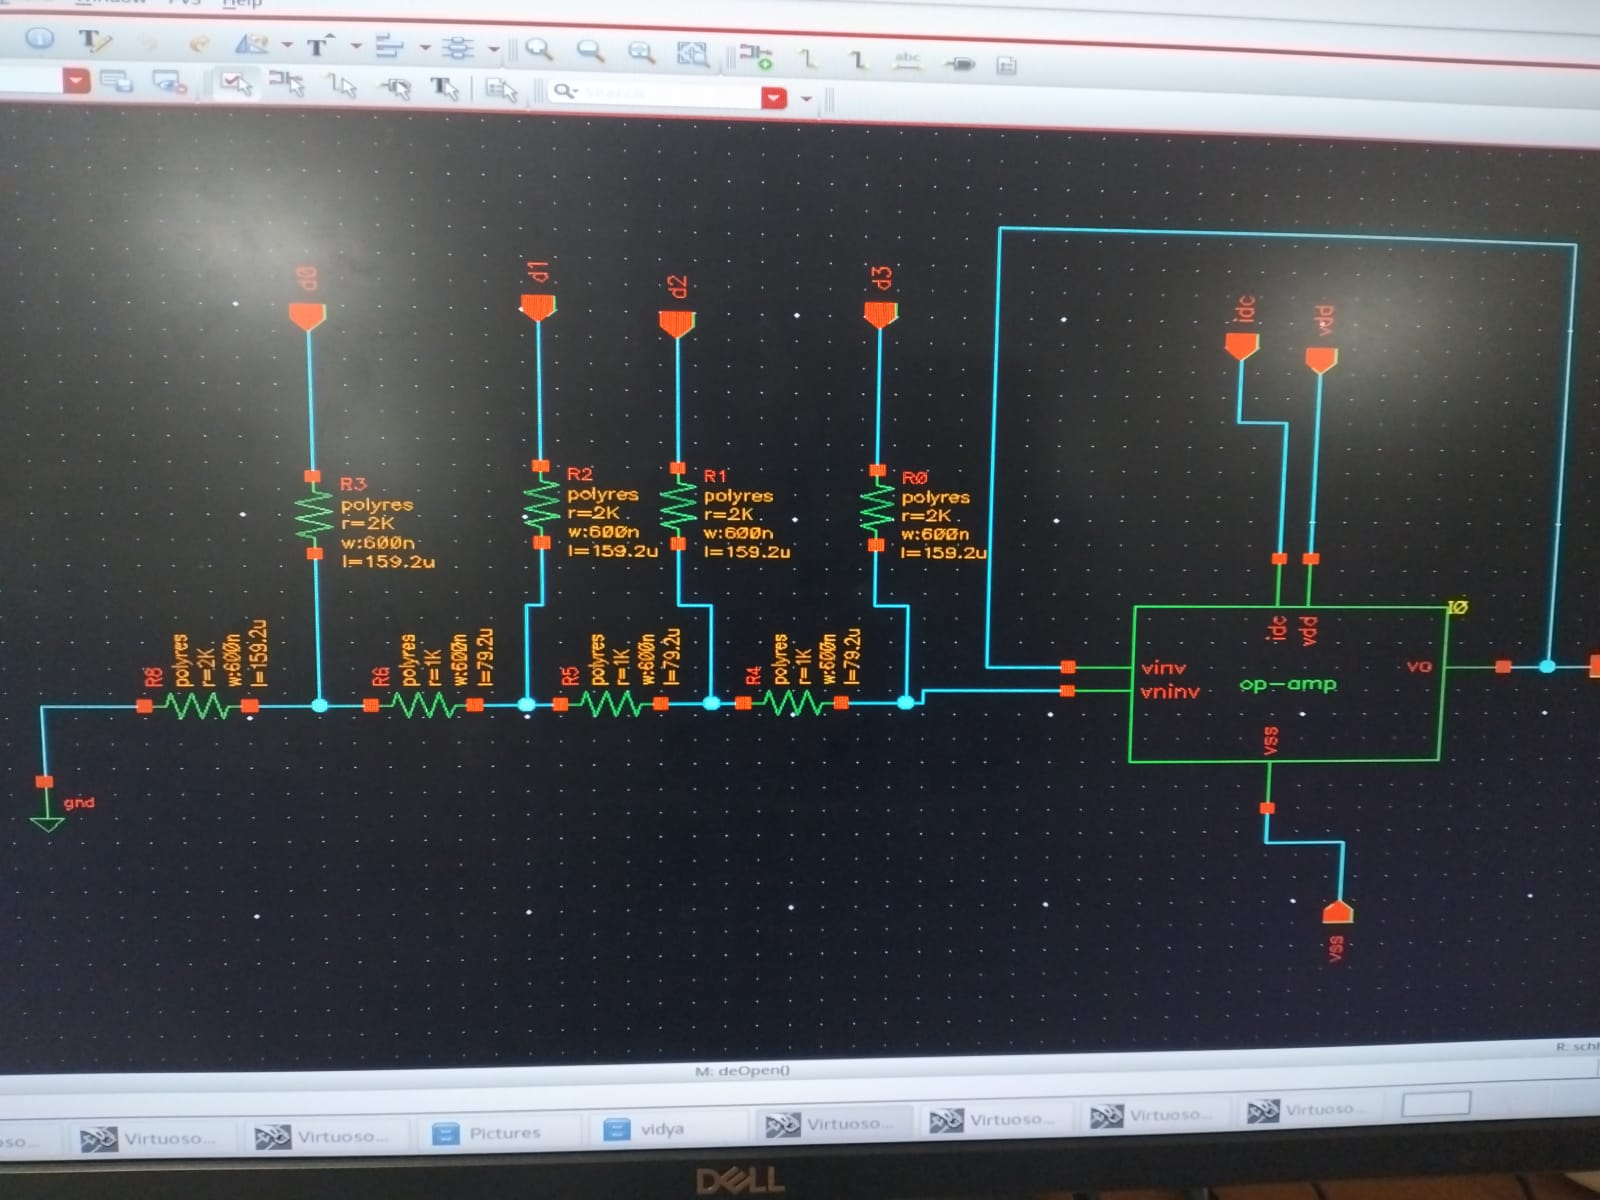 Window
Help
T
T
abc
T
d0
d1
d2
d3
idc
vdd
R3
polyres
r=2K
w:600n
l=159.2u
R2
polyres
r=2K
w:600n
l=159.2u
R1
polyres
r=2K
w:600n
l=159.2u
R0
polyres
r=2K
w:600n
l=159.2u
R8
polyres
r=2K
w:600n
l=159.2u
R6
polyres
r=1K
w:600n
l=79.2u
R5
polyres
r=1K
w:600n
l=79.2u
R4
polyres
r=1K
w:600n
l=79.2u
I0
idc
vdd
vinv
vninv
op-amp
vo
vss
gnd
vss
M: deOpen()
Virtuoso...
Virtuoso...
Pictures
vidya
Virtuoso...
Virtuoso...
Virtuoso...
Virtuoso...
DELL